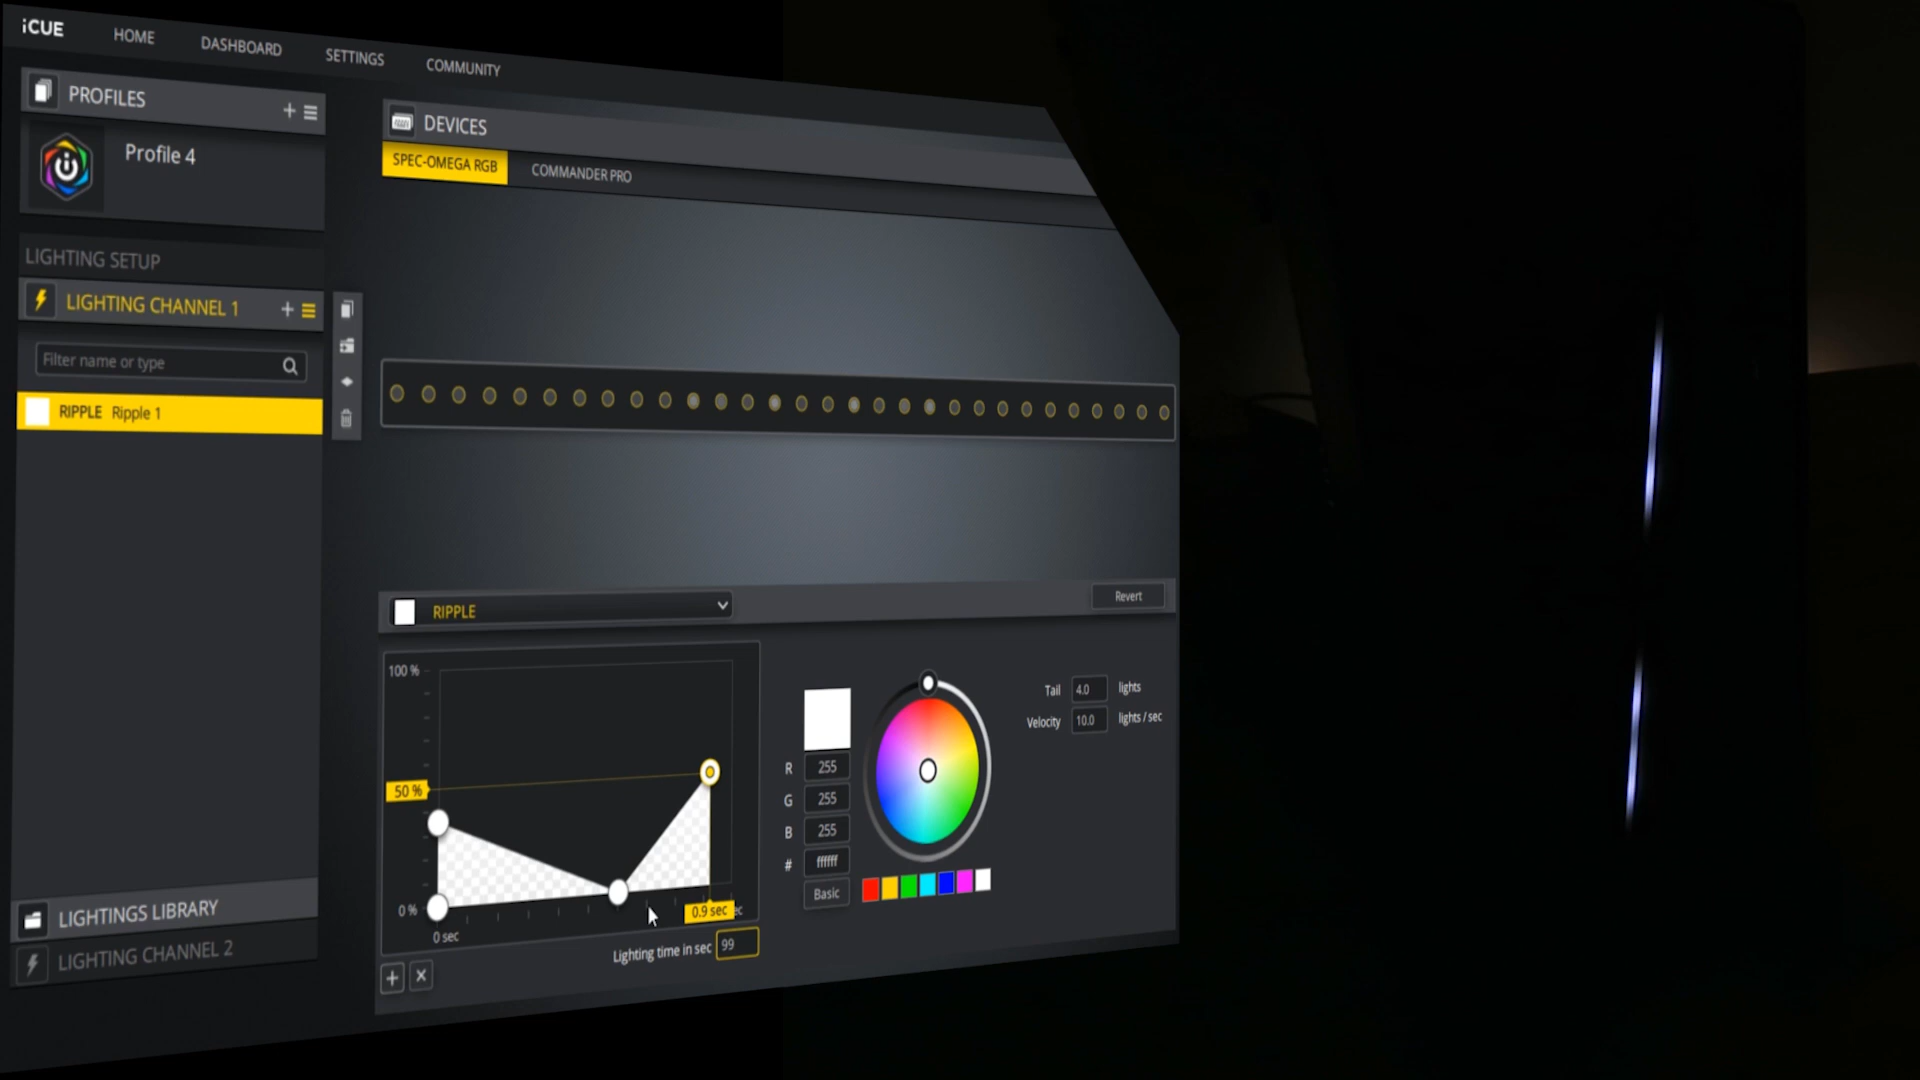 iCUE
HOME
DASHBOARD
SETTINGS
COMMUNITY
PROFILES
Profile 4
LIGHTING SETUP
LIGHTING CHANNEL 1
Filter name or type
RIPPLE Ripple 1
LIGHTINGS LIBRARY
LIGHTING CHANNEL 2
DEVICES
SPEC-OMEGA RGB
COMMANDER PRO
RIPPLE
Revert
100 %
50 %
0 %
0 sec
0.9 sec
Lighting time in sec 99
R 255
G 255
B 255
# ffffff
Basic
Tail 4.0 lights
Velocity 10.0 lights / sec